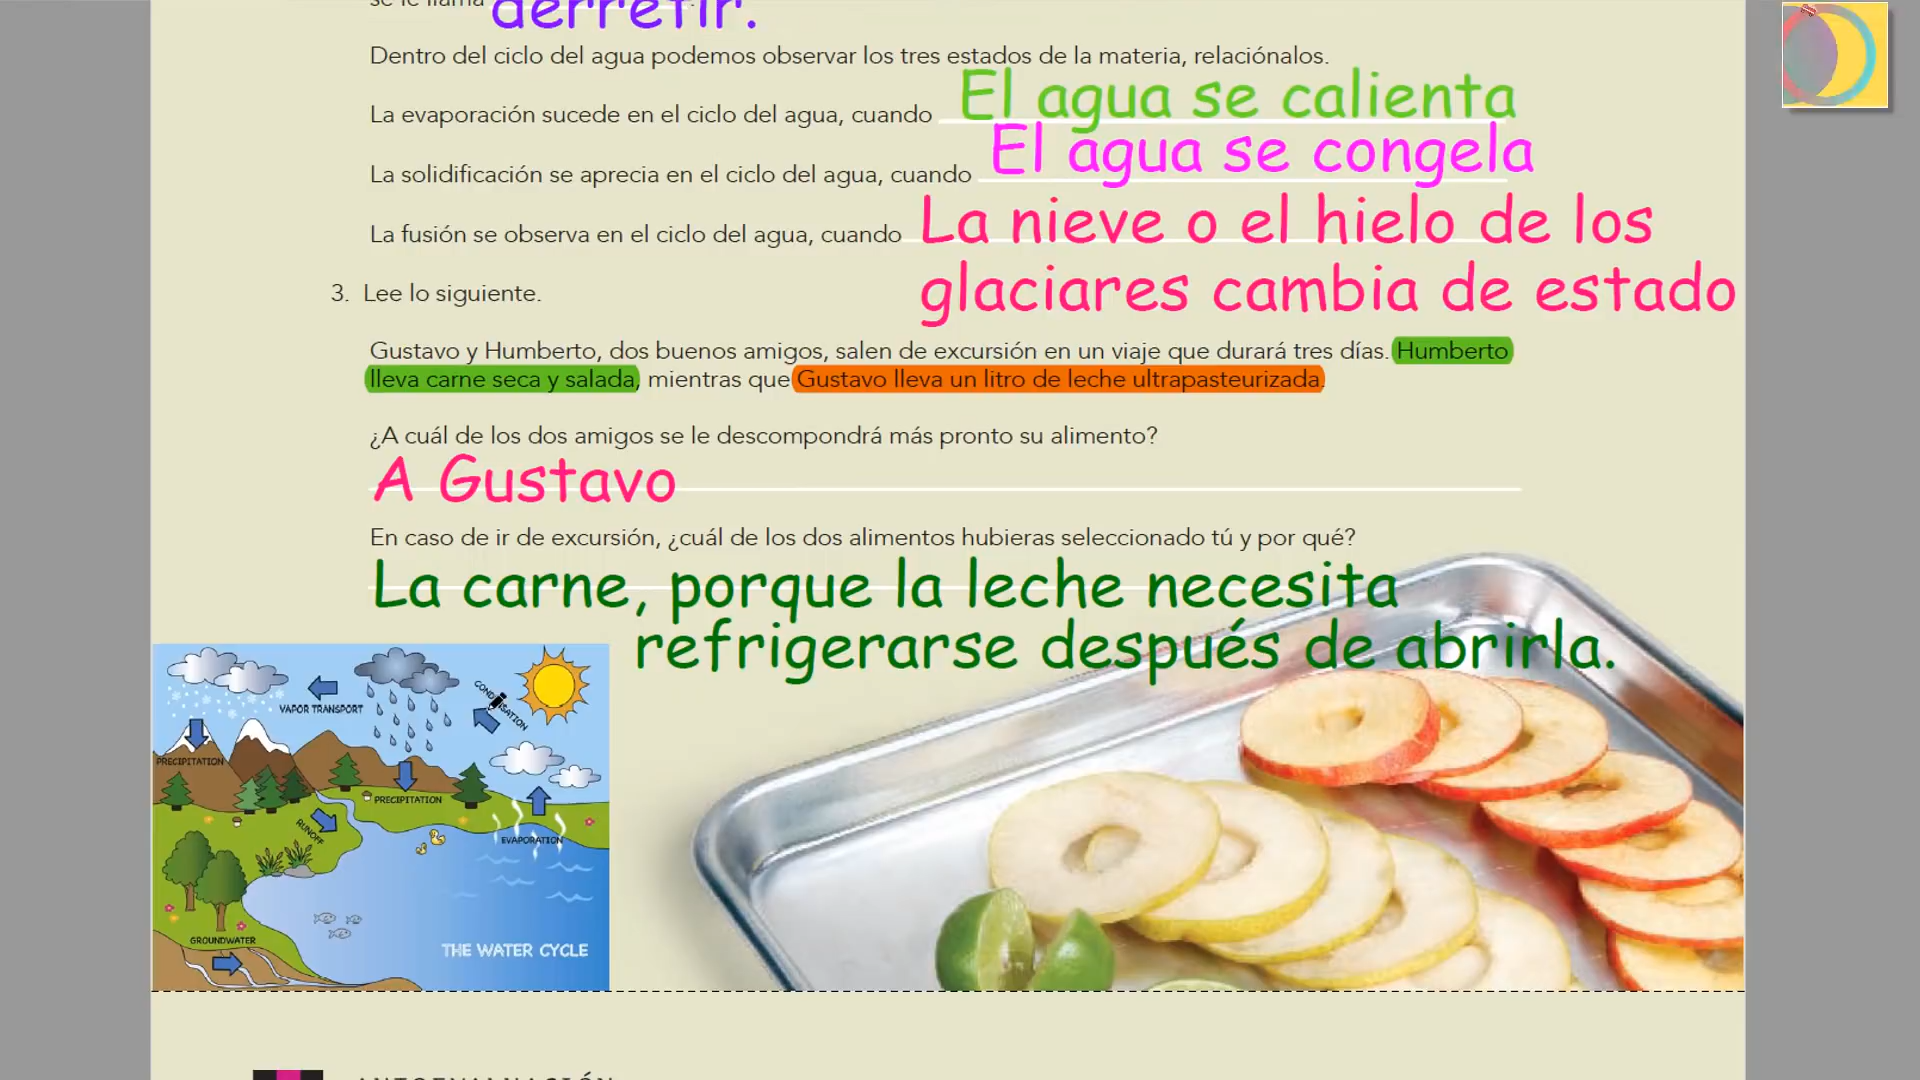 se le llama derretir.
Dentro del ciclo del agua podemos observar los tres estados de la materia, relaciónalos.
La evaporación sucede en el ciclo del agua, cuando El agua se calienta
La solidificación se aprecia en el ciclo del agua, cuando El agua se congela
La fusión se observa en el ciclo del agua, cuando La nieve o el hielo de los
glaciares cambia de estado
3. Lee lo siguiente.
Gustavo y Humberto, dos buenos amigos, salen de excursión en un viaje que durará tres días. Humberto
lleva carne seca y salada, mientras que Gustavo lleva un litro de leche ultrapasteurizada.
¿A cuál de los dos amigos se le descompondrá más pronto su alimento?
A Gustavo
En caso de ir de excursión, ¿cuál de los dos alimentos hubieras seleccionado tú y por qué?
La carne, porque la leche necesita
refrigerarse después de abrirla.
VAPOR TRANSPORT
PRECIPITATION
PRECIPITATION
RUNOFF
EVAPORATION
GROUNDWATER
THE WATER CYCLE